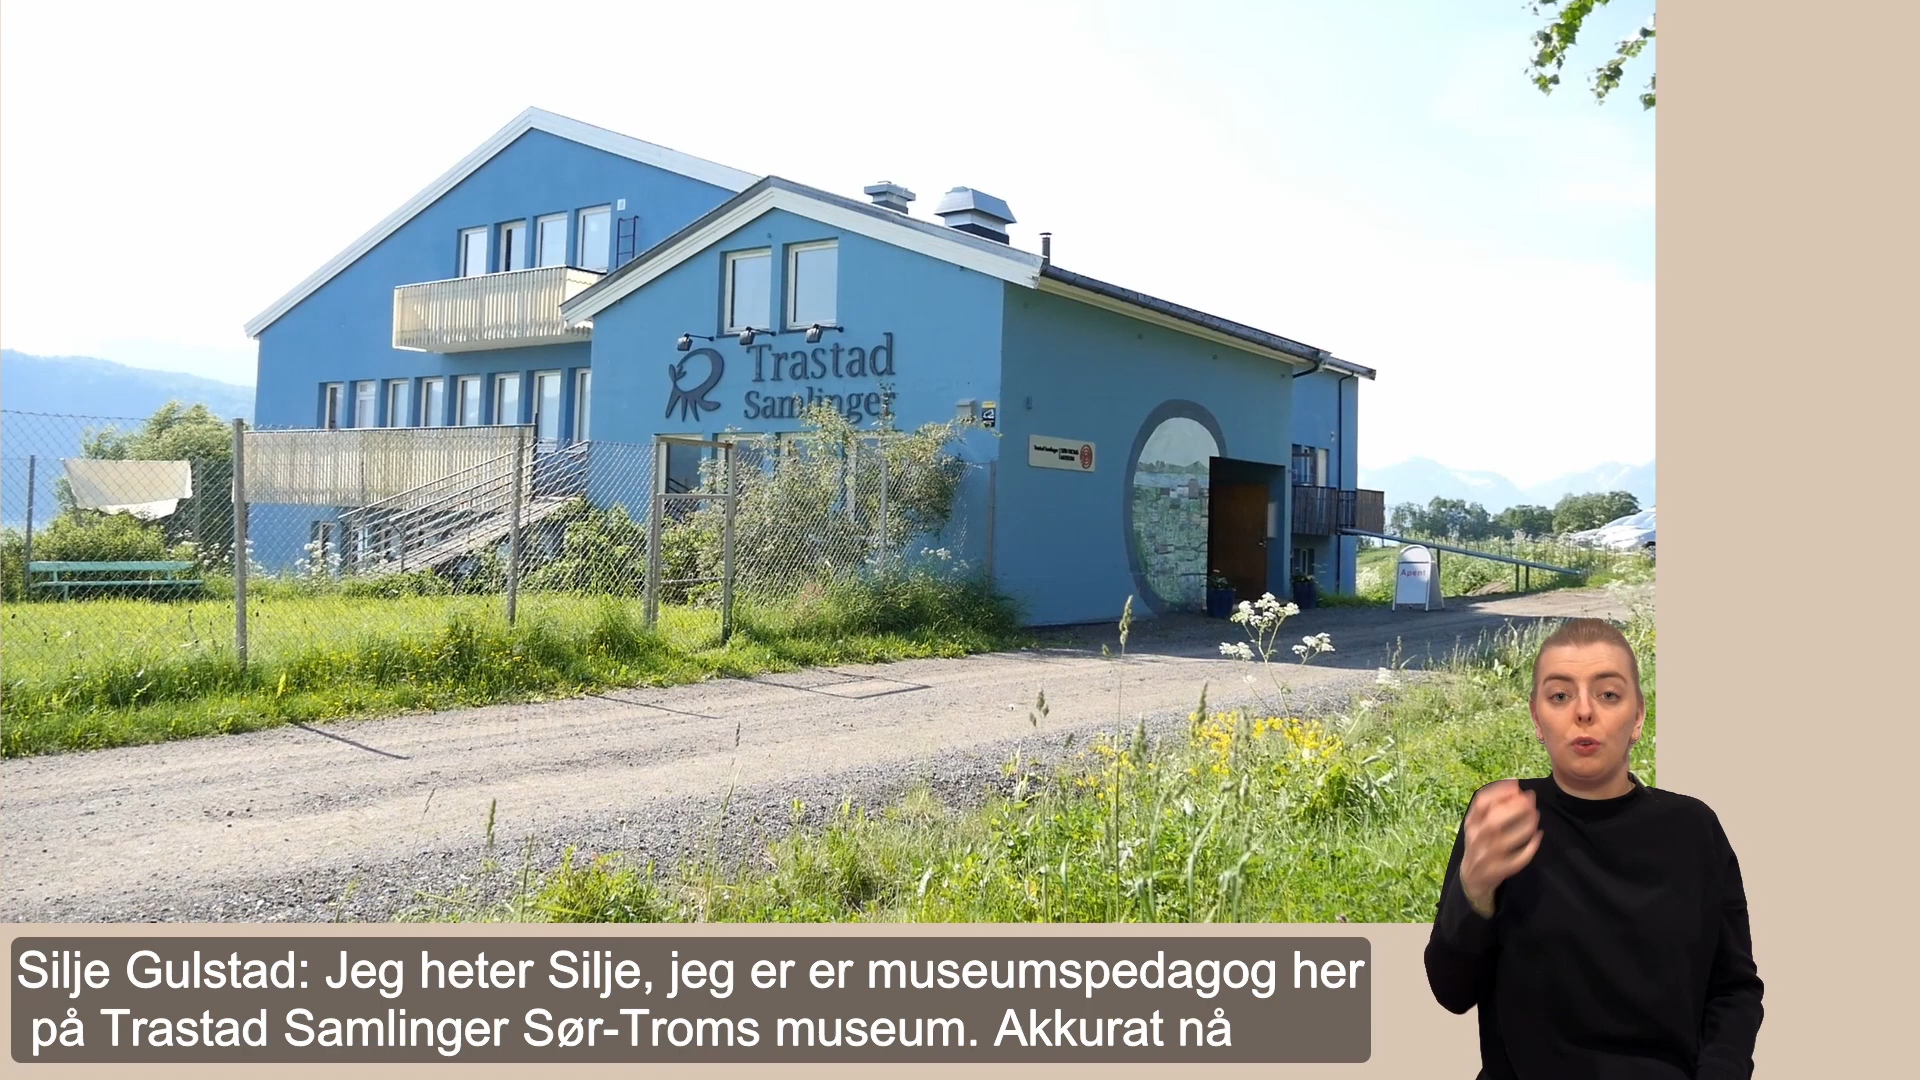 Trastad
Samlinger
Åpent
Silje Gulstad: Jeg heter Silje, jeg er er museumspedagog her
på Trastad Samlinger Sør-Troms museum. Akkurat nå